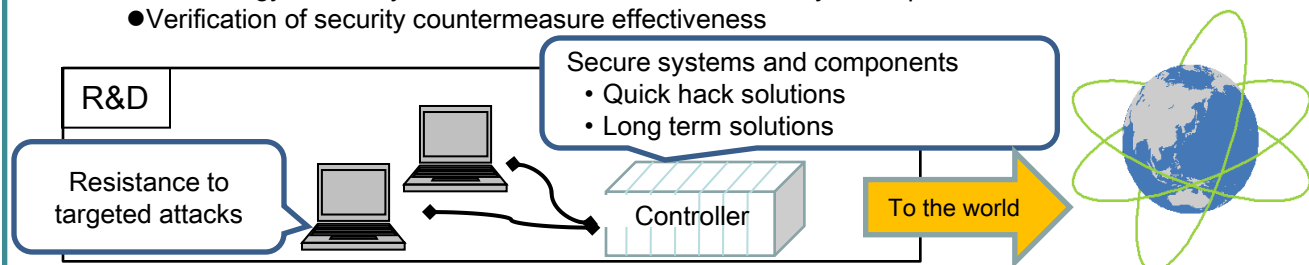 ●Verification of security countermeasure effectiveness
R&D
Secure systems and components
• Quick hack solutions
• Long term solutions
Resistance to
targeted attacks
Controller
To the world